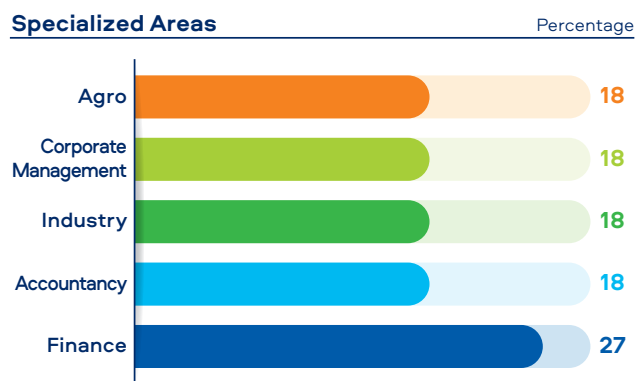 Specialized Areas
Percentage
Agro
18
Corporate
Management
18
Industry
18
Accountancy
18
Finance
27